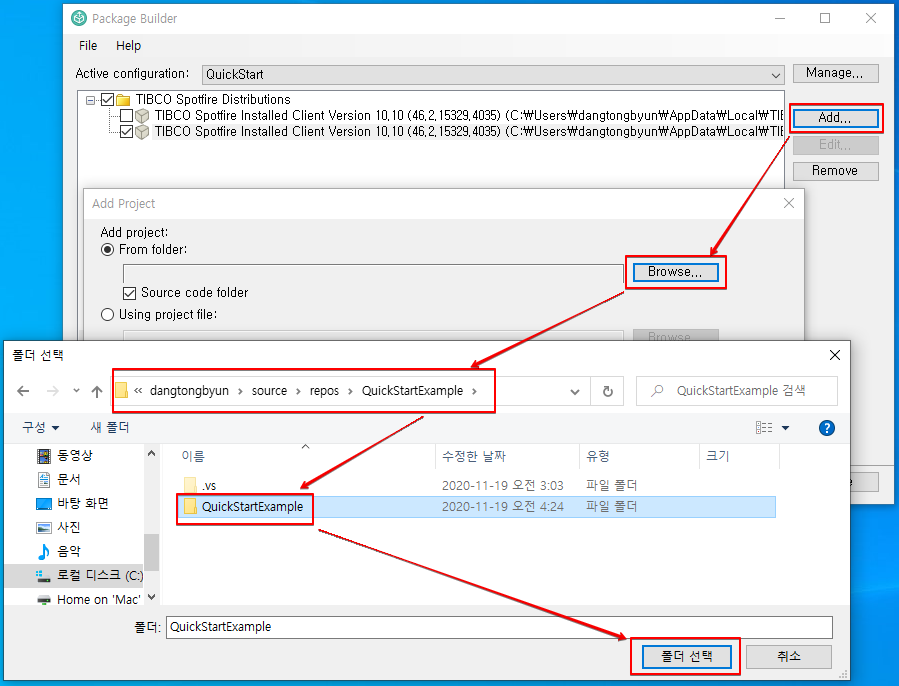 Package Builder
File Help
Active configuration: QuickStart Manage...
TIBCO Spotfire Distributions
TIBCO Spotfire Installed Client Version 10,10 (46,2,15329,4035) (C:₩Users₩dangtongbyun₩AppData₩Local₩TIE
TIBCO Spotfire Installed Client Version 10,10 (46,2,15329,4035) (C:₩Users₩dangtongbyun₩AppData₩Local₩TIE
Add...
Edit...
Remove
Add Project
Add project:
From folder:
Browse...
Source code folder
Using project file:
Browse
폴더 선택
« dangtongbyun › source › repos › QuickStartExample ›
QuickStartExample 검색
구성 새 폴더
동영상
문서
바탕 화면
사진
음악
로컬 디스크 (C:)
Home on 'Mac'
이름 수정한 날짜 유형 크기
.vs 2020-11-19 오전 3:03 파일 폴더
QuickStartExample 2020-11-19 오전 4:24 파일 폴더
폴더: QuickStartExample
폴더 선택 취소